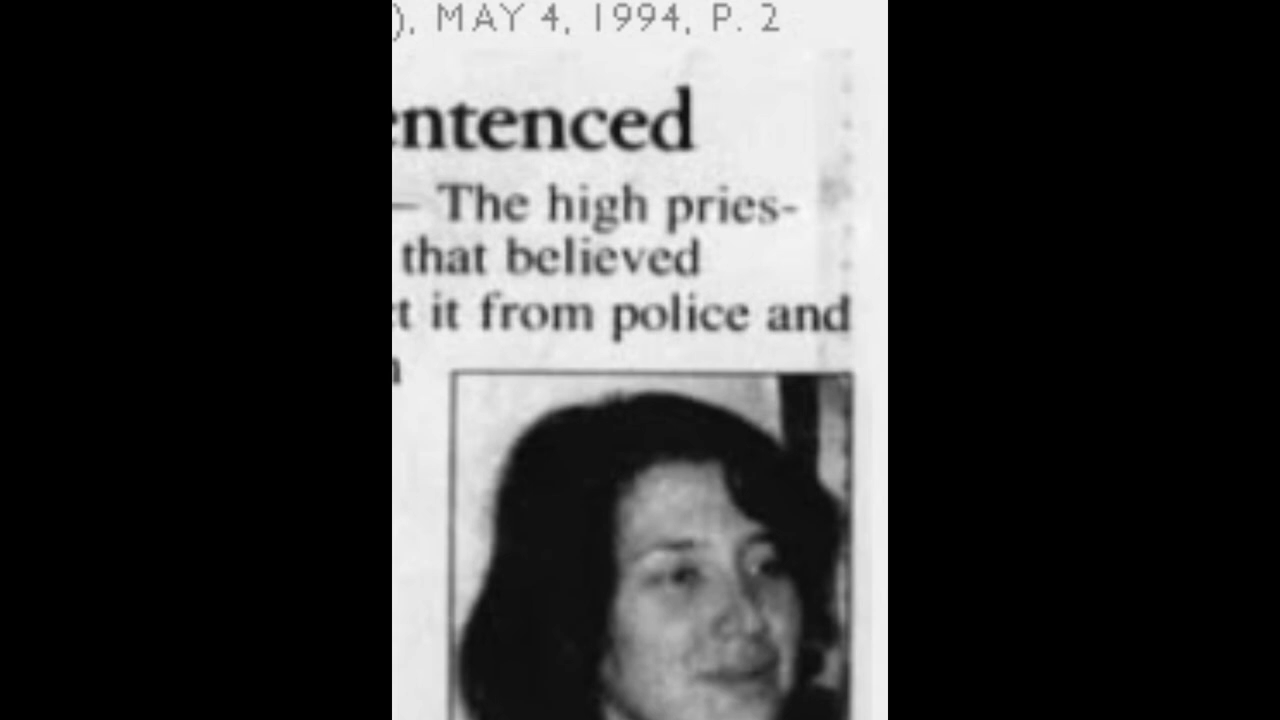 ), MAY 4, 1994, P. 2
entenced
— The high pries-
that believed
t it from police and